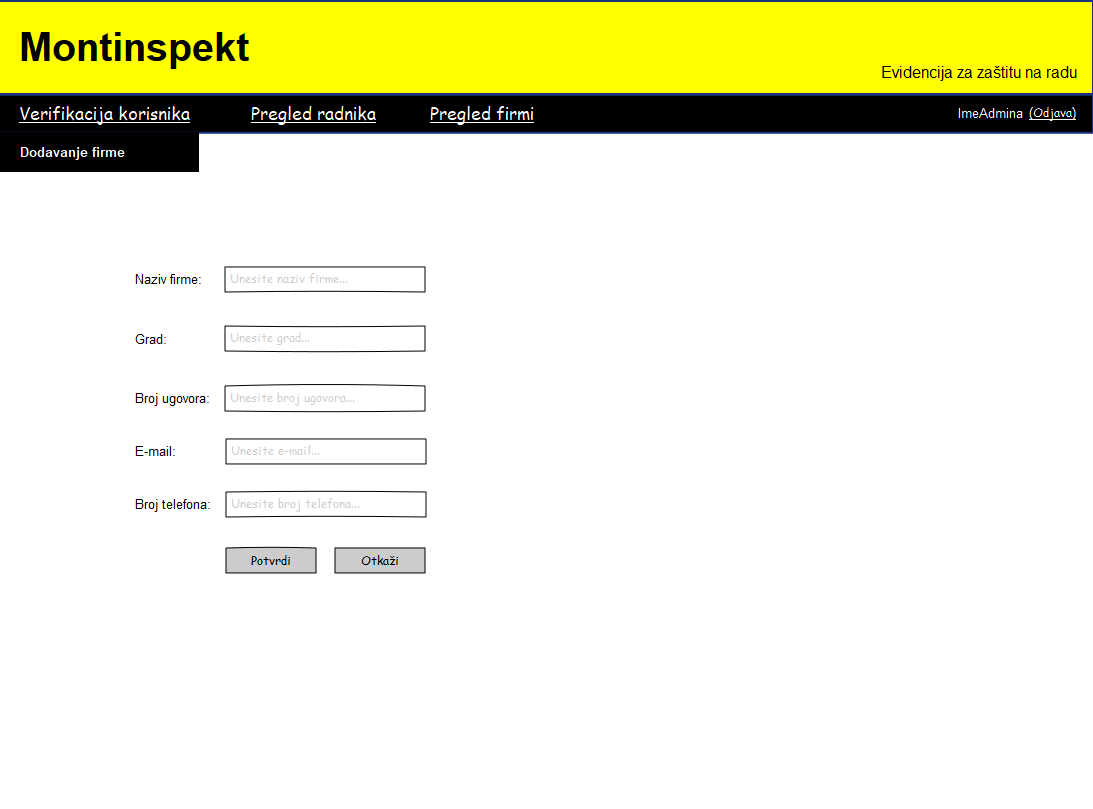 Montinspekt
Evidencija za zaštitu na radu
Verifikacija korisnika Pregled radnika Pregled firmi ImeAdmina (Odjava)
Dodavanje firme
Naziv firme: Unesite naziv firme...
Grad: Unesite grad...
Broj ugovora: Unesite broj ugovora...
E-mail: Unesite e-mail...
Broj telefona: Unesite broj telefona...
Potvrdi Otkaži